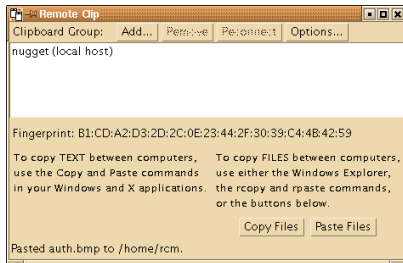 Remote Clip
Clipboard Group: Add... Remove Reconnect Options...
nugget (local host)
Fingerprint: B1:CD:A2:D3:2D:2C:0E:23:44:2F:30:39:C4:4B:42:59
To copy TEXT between computers,
use the Copy and Paste commands
in your Windows and X applications.
To copy FILES between computers,
use either the Windows Explorer,
the rcopy and rpaste commands,
or the buttons below.
Copy Files Paste Files
Pasted auth.bmp to /home/rcm.